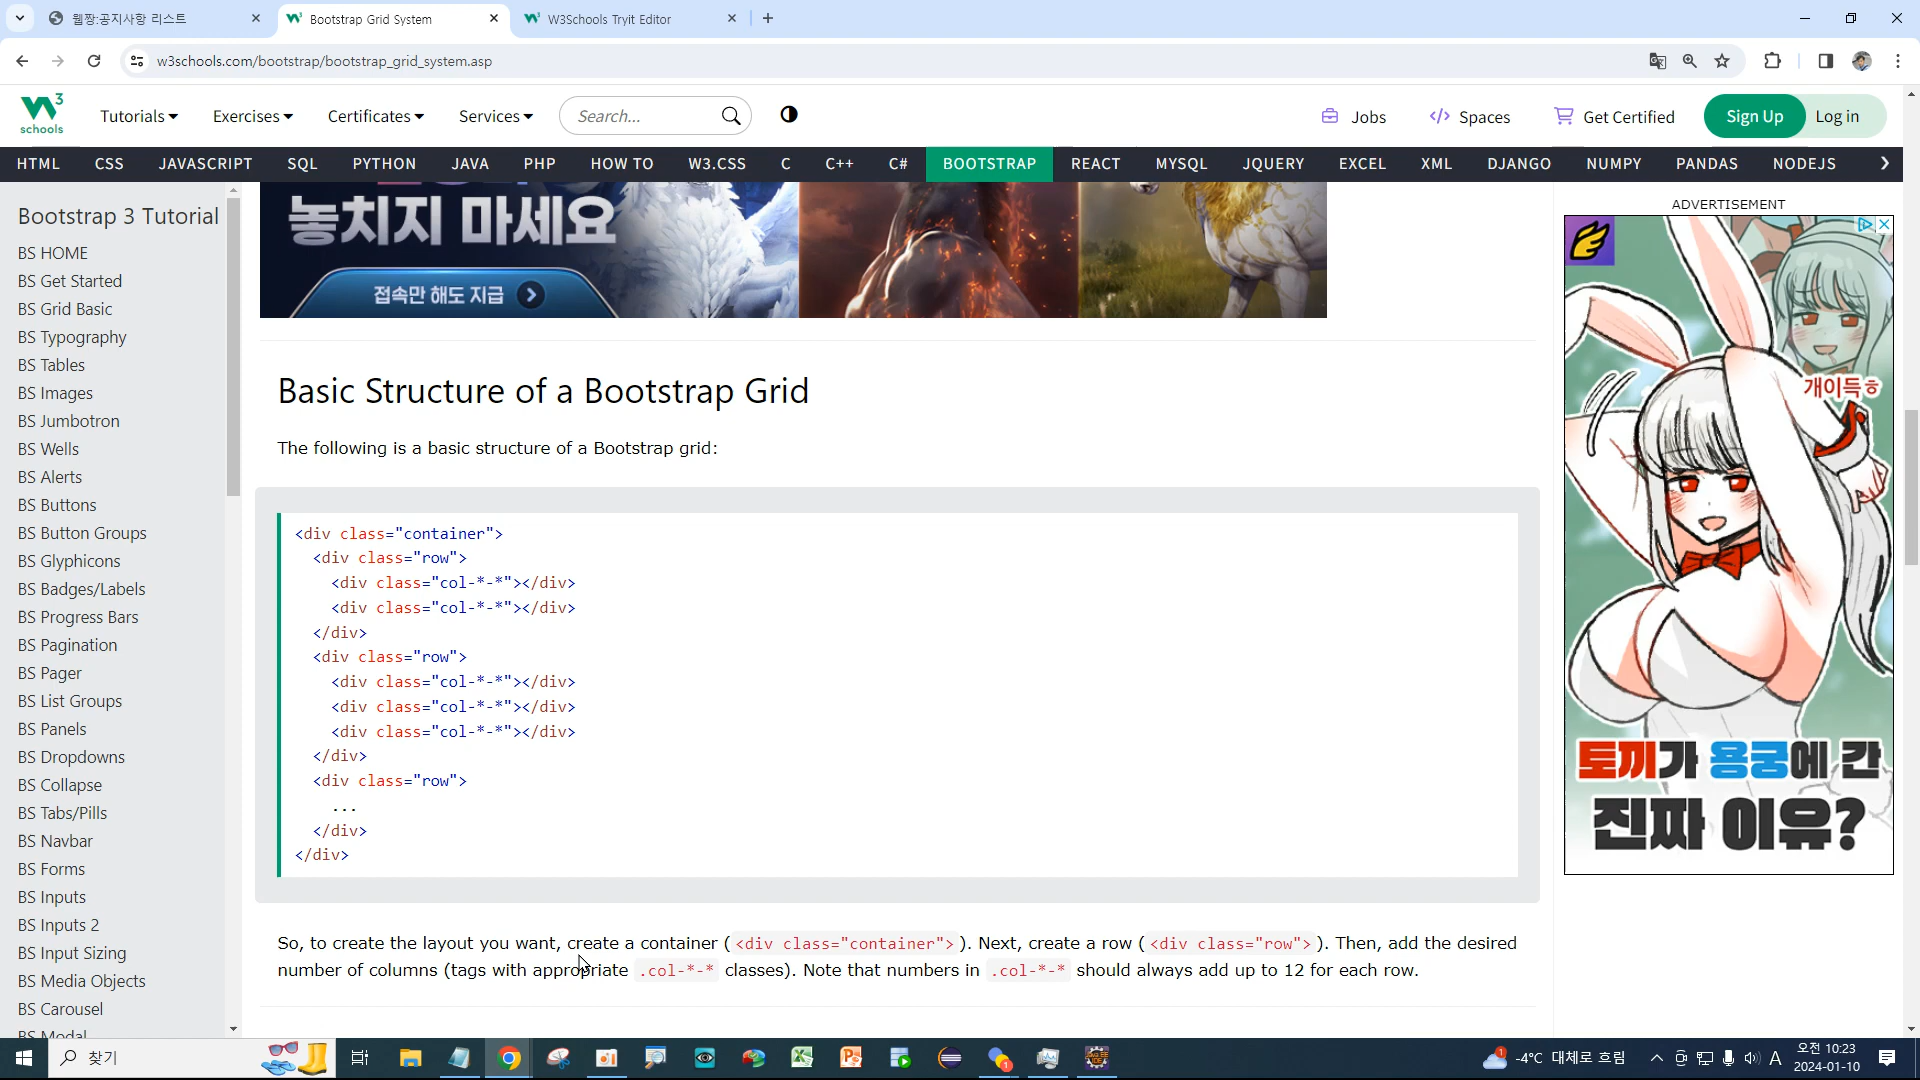 웹짱:공지사항 리스트
Bootstrap Grid System
W3Schools Tryit Editor
w3schools.com/bootstrap/bootstrap_grid_system.asp
W3 schools
Tutorials Exercises Certificates Services Search... Jobs Spaces Get Certified Sign Up Log in
HTML CSS JAVASCRIPT SQL PYTHON JAVA PHP HOW TO W3.CSS C C++ C# BOOTSTRAP REACT MYSQL JQUERY EXCEL XML DJANGO NUMPY PANDAS NODEJS
Bootstrap 3 Tutorial
BS HOME
BS Get Started
BS Grid Basic
BS Typography
BS Tables
BS Images
BS Jumbotron
BS Wells
BS Alerts
BS Buttons
BS Button Groups
BS Glyphicons
BS Badges/Labels
BS Progress Bars
BS Pagination
BS Pager
BS List Groups
BS Panels
BS Dropdowns
BS Collapse
BS Tabs/Pills
BS Navbar
BS Forms
BS Inputs
BS Inputs 2
BS Input Sizing
BS Media Objects
BS Carousel
BS Modal
놓치지 마세요
접속만 해도 지급
Basic Structure of a Bootstrap Grid
The following is a basic structure of a Bootstrap grid:
<div class="container">
<div class="row">
<div class="col-*-*"></div>
<div class="col-*-*"></div>
</div>
<div class="row">
<div class="col-*-*"></div>
<div class="col-*-*"></div>
<div class="col-*-*"></div>
</div>
<div class="row">
...
</div>
</div>
So, to create the layout you want, create a container (<div class="container">). Next, create a row (<div class="row">). Then, add the desired
number of columns (tags with appropriate .col-*-* classes). Note that numbers in .col-*-* should always add up to 12 for each row.
ADVERTISEMENT
개이득ㅎ
토끼가 용궁에 간
진짜 이유?
찾기
-4°C 대체로 흐림
A
오전 10:23
2024-01-10